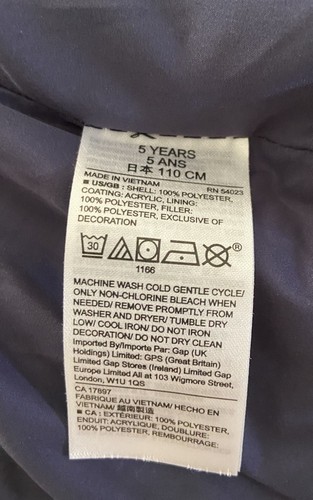 5 YEARS
5 ANS
日本 110 CM
MADE IN VIETNAM RN 54023
■ US/GB : SHELL: 100% POLYESTER,
COATING: ACRYLIC, LINING:
100% POLYESTER, FILLER:
100% POLYESTER, EXCLUSIVE OF
DECORATION
30 ®
1166
MACHINE WASH COLD GENTLE CYCLE/
ONLY NON-CHLORINE BLEACH WHEN
NEEDED/ REMOVE PROMPTLY FROM
WASHER AND DRYER/ TUMBLE DRY
LOW/ COOL IRON/ DO NOT IRON
DECORATION/ DO NOT DRY CLEAN
Imported By/Importe Par: Gap (UK
Holdings) Limited: GPS (Great Britain)
Limited Gap Stores (Ireland) Limited Gap
Europe Limited All at 103 Wigmore Street,
London, W1U 1QS
CA 17897
FABRIQUE AU VIETNAM/ HECHO EN
VIETNAM/ 越南製造
■ CA : EXTÉRIEUR: 100% POLYESTER,
ENDUIT: ACRYLIQUE, DOUBLURE:
100% POLYESTER, REMBOURRAGE: